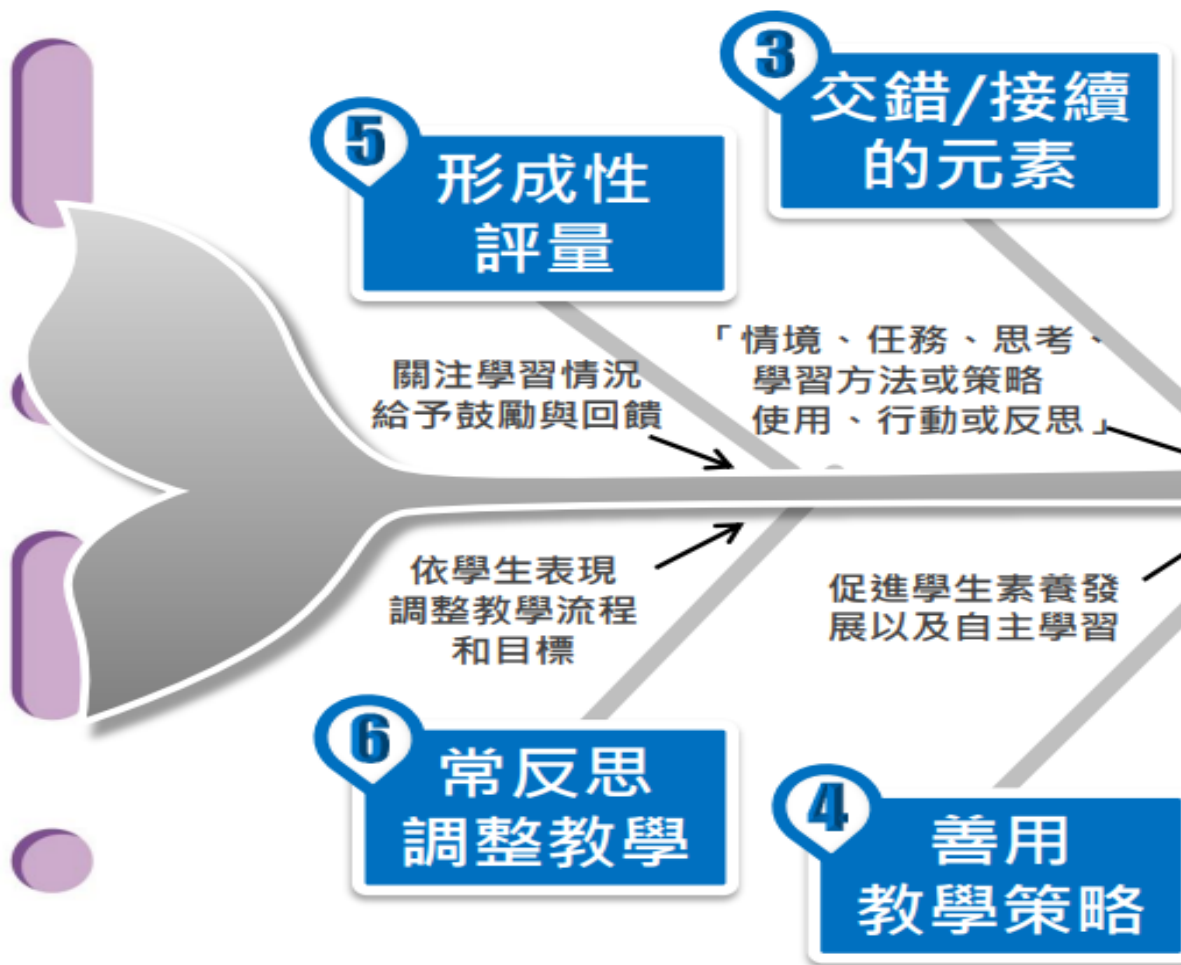 3
交錯/接續
的元素
5
形成性
評量
「情境、任務、思考、
學習方法或策略
使用、行動或反思」
關注學習情況
給予鼓勵與回饋
依學生表現
調整教學流程
和目標
促進學生素養發
展以及自主學習
6
常反思
調整教學
4
善用
教學策略